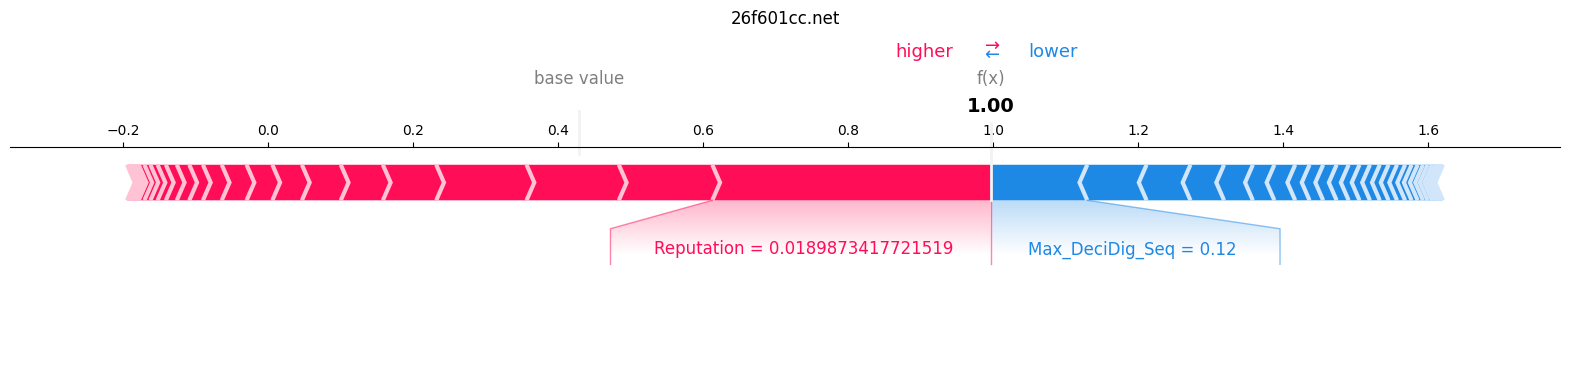 26f601cc.net
higher ⇄ lower
base value f(x)
1.00
−0.2 0.0 0.2 0.4 0.6 0.8 1.0 1.2 1.4 1.6
Reputation = 0.0189873417721519 Max_DeciDig_Seq = 0.12